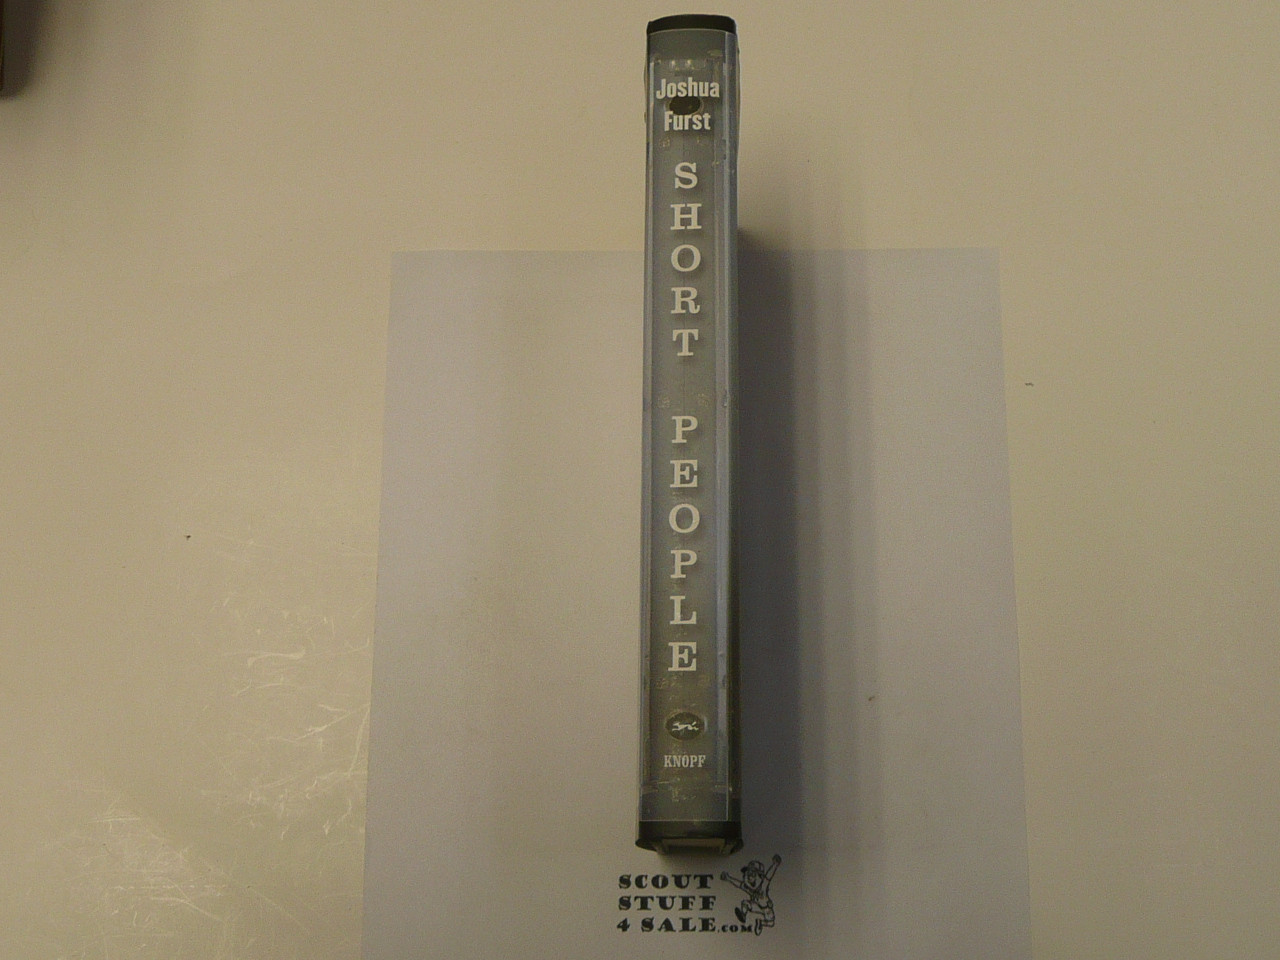 Joshua
Furst
SHORT PEOPLE
KNOPF
SCOUT
STUFF
4 SALE.COM